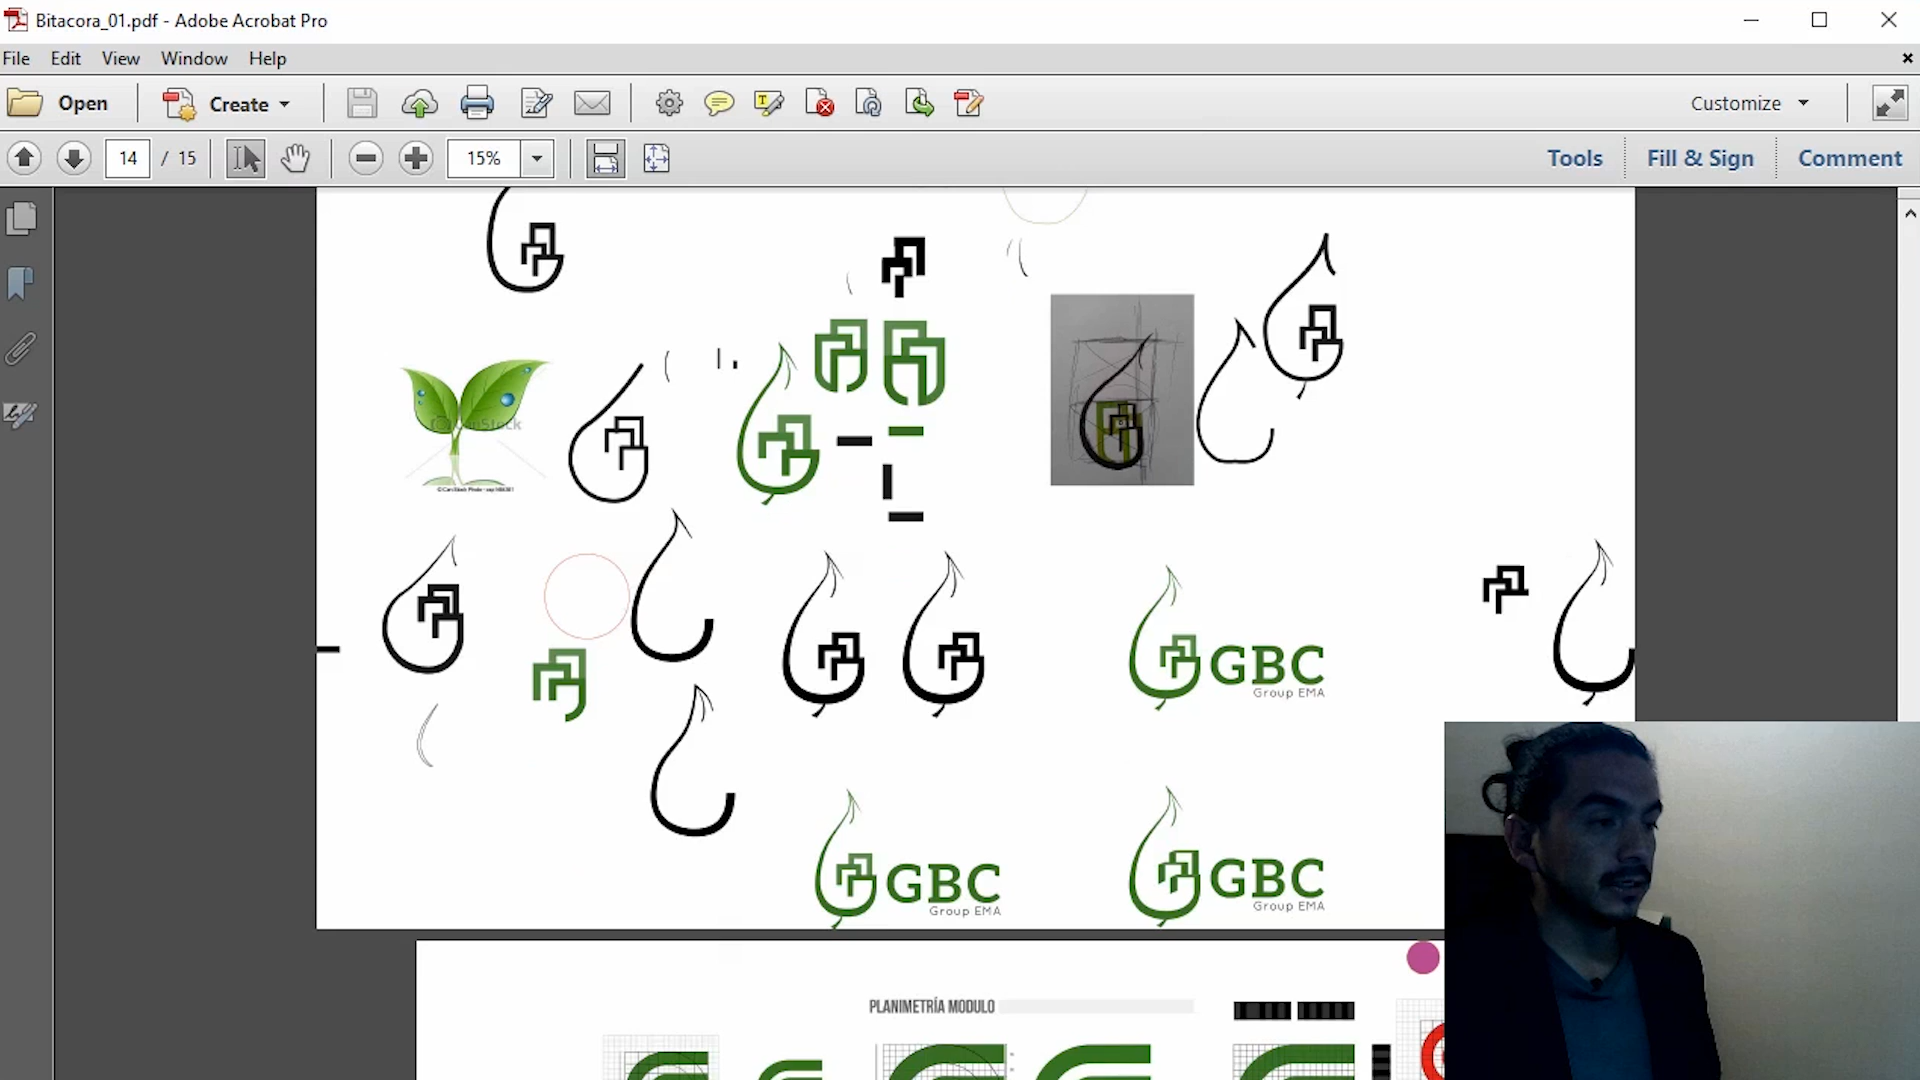 Bitacora_01.pdf - Adobe Acrobat Pro
File Edit View Window Help
Open Create Customize
14 / 15 15% Tools Fill & Sign Comment
CanStock
GBC
Group EMA
GBC
Group EMA
GBC
Group EMA
PLANIMETRÍA MODULO